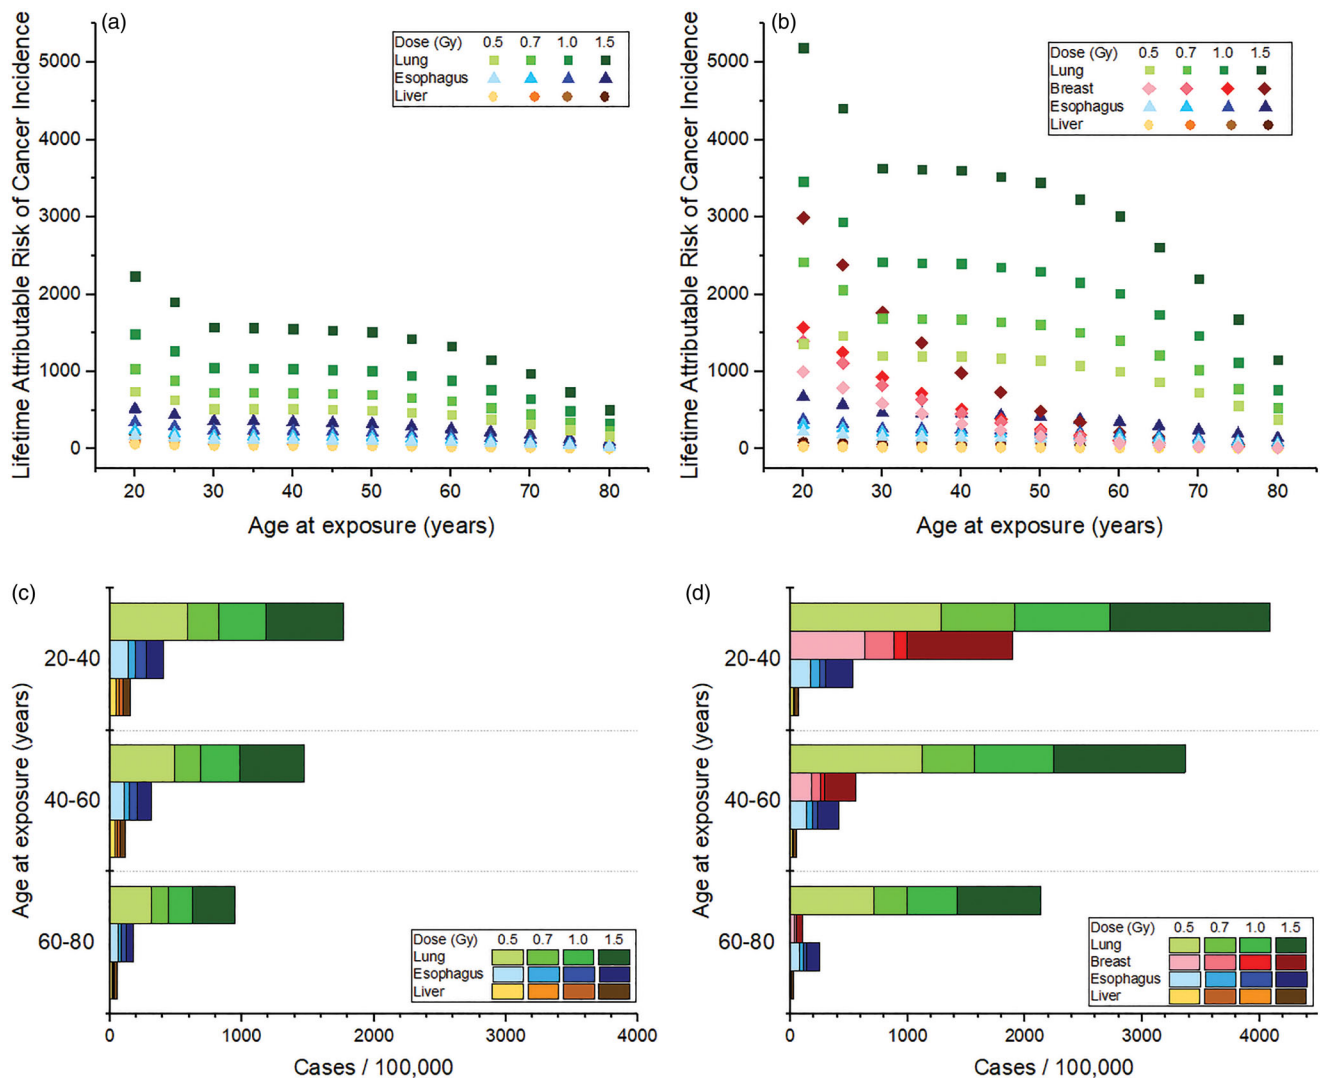 (a)
Lifetime Attributable Risk of Cancer Incidence
5000
4000
3000
2000
1000
0
Dose (Gy) 0.5 0.7 1.0 1.5
Lung
Esophagus
Liver
20 30 40 50 60 70 80
Age at exposure (years)
(b)
Lifetime Attributable Risk of Cancer Incidence
5000
4000
3000
2000
1000
0
Dose (Gy) 0.5 0.7 1.0 1.5
Lung
Breast
Esophagus
Liver
20 30 40 50 60 70 80
Age at exposure (years)
(c)
Age at exposure (years)
20-40
40-60
60-80
Dose (Gy) 0.5 0.7 1.0 1.5
Lung
Esophagus
Liver
0 1000 2000 3000 4000
Cases / 100,000
(d)
Age at exposure (years)
20-40
40-60
60-80
Dose (Gy) 0.5 0.7 1.0 1.5
Lung
Breast
Esophagus
Liver
0 1000 2000 3000 4000
Cases / 100,000